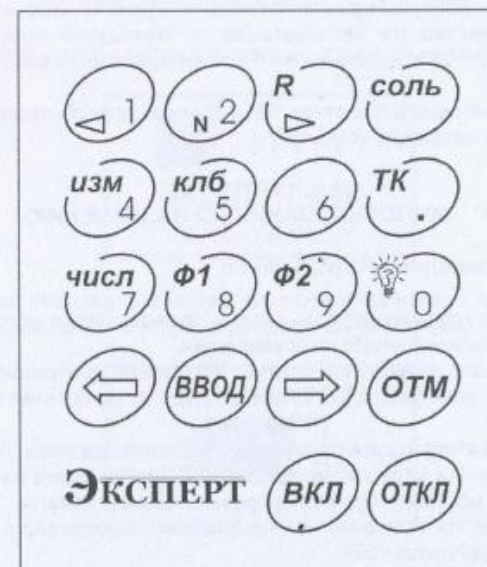 1 N 2 R 3 соль
изм 4 клб 5 6 ТК .
числ 7 Ф1 8 Ф2 9 0
ВВОД ОТМ
ЭКСПЕРТ ВКЛ ОТКЛ